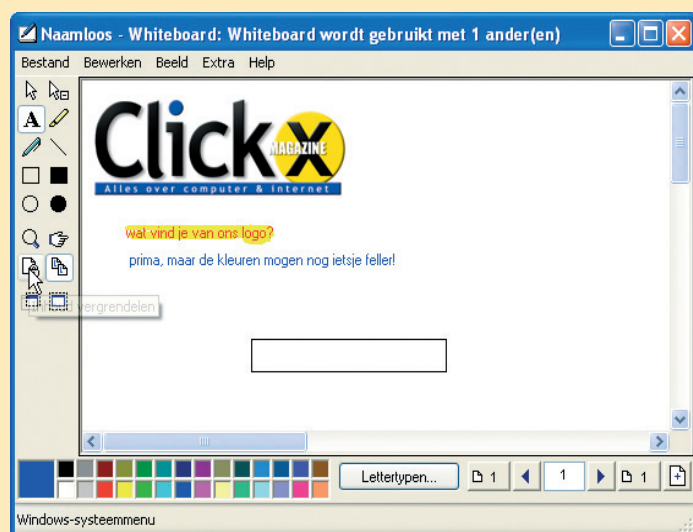 Naamloos - Whiteboard: Whiteboard wordt gebruikt met 1 ander(en)
Bestand Bewerken Beeld Extra Help
A
Clickx
MAGAZINE
Alles over computer & internet
wat vind je van ons logo?
prima, maar de kleuren mogen nog ietsje feller!
Inhoud vergrendelen
Lettertypen... 1 1 1
Windows-systeemmenu